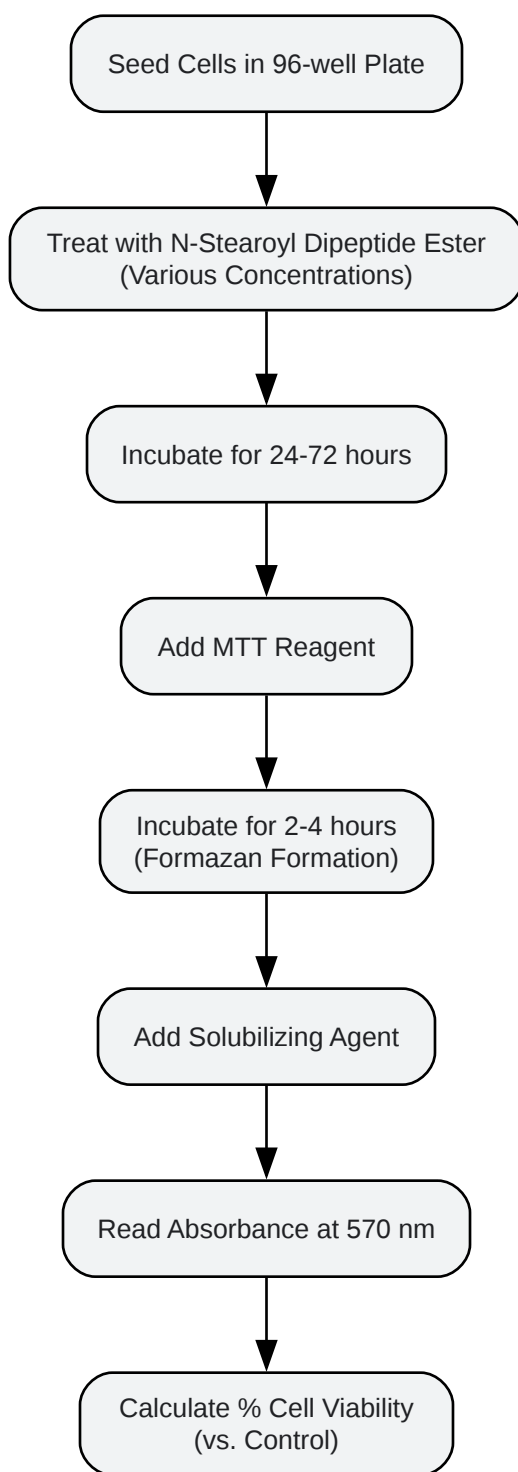 Seed Cells in 96-well Plate
Treat with N-Stearoyl Dipeptide Ester
(Various Concentrations)
Incubate for 24-72 hours
Add MTT Reagent
Incubate for 2-4 hours
(Formazan Formation)
Add Solubilizing Agent
Read Absorbance at 570 nm
Calculate % Cell Viability
(vs. Control)